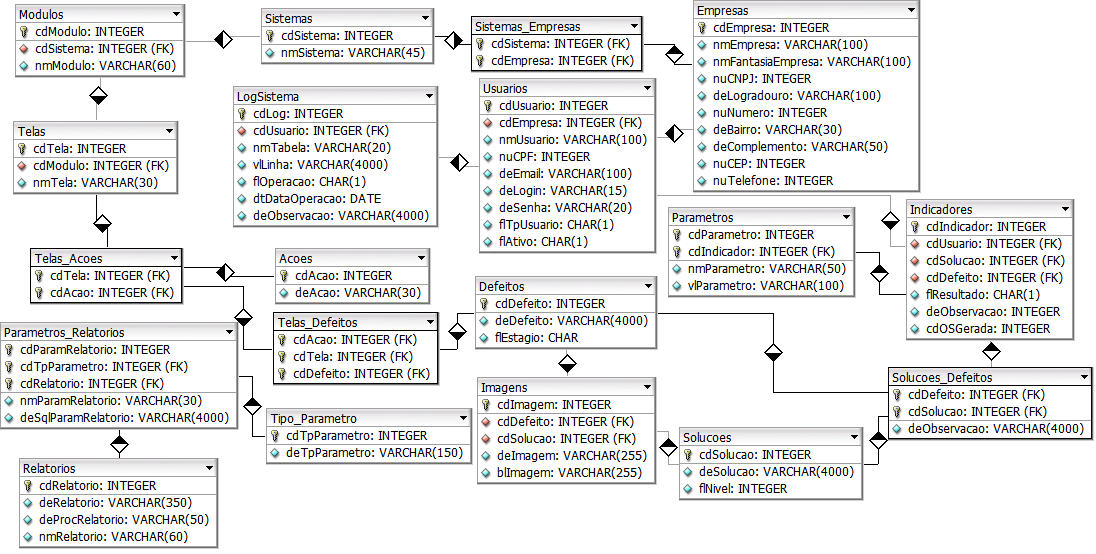 Modulos
cdModulo: INTEGER
cdSistema: INTEGER (FK)
nmModulo: VARCHAR(60)
Sistemas
cdSistema: INTEGER
nmSistema: VARCHAR(45)
Sistemas_Empresas
cdSistema: INTEGER (FK)
cdEmpresa: INTEGER (FK)
Empresas
cdEmpresa: INTEGER
nmEmpresa: VARCHAR(100)
nmFantasiaEmpresa: VARCHAR(100)
nuCNPJ: INTEGER
deLogradouro: VARCHAR(100)
nuNumero: INTEGER
deBairro: VARCHAR(30)
deComplemento: VARCHAR(50)
nuCEP: INTEGER
nuTelefone: INTEGER
LogSistema
cdLog: INTEGER
cdUsuario: INTEGER (FK)
nmTabela: VARCHAR(20)
vlLinha: VARCHAR(4000)
flOperacao: CHAR(1)
dtDataOperacao: DATE
deObservacao: VARCHAR(4000)
Usuarios
cdUsuario: INTEGER
cdEmpresa: INTEGER (FK)
nmUsuario: VARCHAR(100)
nuCPF: INTEGER
deEmail: VARCHAR(100)
deLogin: VARCHAR(15)
deSenha: VARCHAR(20)
flTpUsuario: CHAR(1)
flAtivo: CHAR(1)
Telas
cdTela: INTEGER
cdModulo: INTEGER (FK)
nmTela: VARCHAR(30)
Parametros
cdParametro: INTEGER
cdIndicador: INTEGER (FK)
nmParametro: VARCHAR(50)
vlParametro: VARCHAR(100)
Indicadores
cdIndicador: INTEGER
cdUsuario: INTEGER (FK)
cdSolucao: INTEGER (FK)
cdDefeito: INTEGER (FK)
flResultado: CHAR(1)
deObservacao: INTEGER
cdOSGerada: INTEGER
Telas_Acoes
cdTela: INTEGER (FK)
cdAcao: INTEGER (FK)
Acoes
cdAcao: INTEGER
deAcao: VARCHAR(30)
Defeitos
cdDefeito: INTEGER
deDefeito: VARCHAR(4000)
flEstagio: CHAR
Telas_Defeitos
cdAcao: INTEGER (FK)
cdTela: INTEGER (FK)
cdDefeito: INTEGER (FK)
Parametros_Relatorios
cdParamRelatorio: INTEGER
cdTpParametro: INTEGER (FK)
cdRelatorio: INTEGER (FK)
nmParamRelatorio: VARCHAR(30)
deSqlParamRelatorio: VARCHAR(4000)
Solucoes_Defeitos
cdDefeito: INTEGER (FK)
cdSolucao: INTEGER (FK)
deObservacao: VARCHAR(4000)
Imagens
cdImagem: INTEGER
cdDefeito: INTEGER (FK)
cdSolucao: INTEGER (FK)
deImagem: VARCHAR(255)
blImagem: VARCHAR(255)
Tipo_Parametro
cdTpParametro: INTEGER
deTpParametro: VARCHAR(150)
Solucoes
cdSolucao: INTEGER
deSolucao: VARCHAR(4000)
flNivel: INTEGER
Relatorios
cdRelatorio: INTEGER
deRelatorio: VARCHAR(350)
deProcRelatorio: VARCHAR(50)
nmRelatorio: VARCHAR(60)